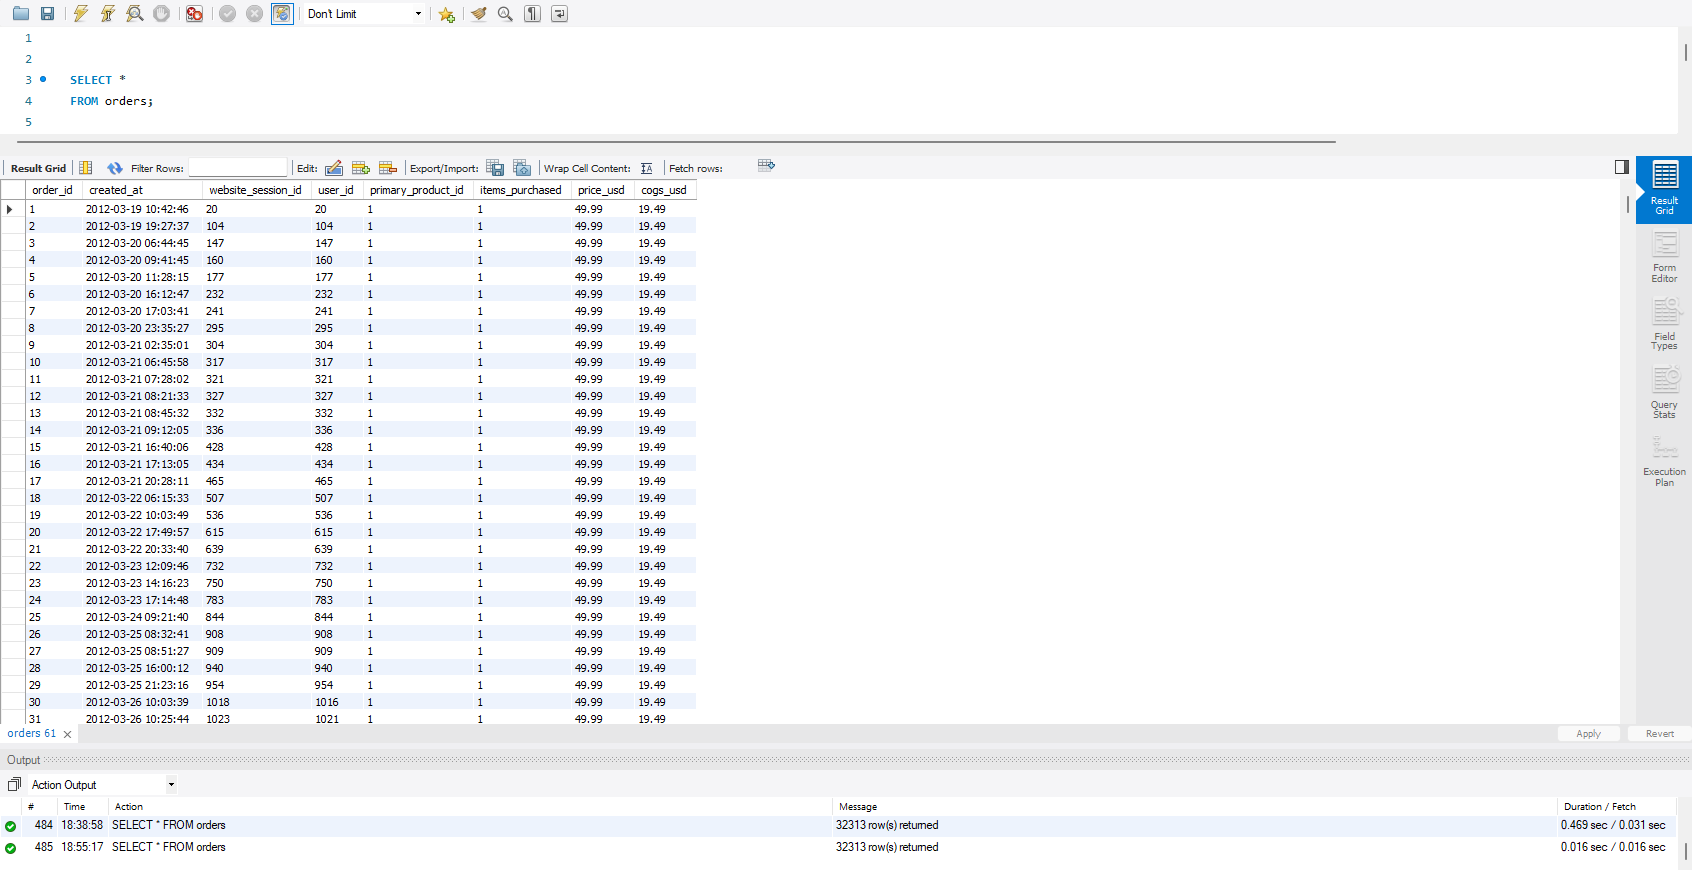 Don't Limit
1
2
3 SELECT *
4 FROM orders;
5
Result Grid Filter Rows: Edit: Export/Import: Wrap Cell Content: Fetch rows:
order_id created_at website_session_id user_id primary_product_id items_purchased price_usd cogs_usd
1 2012-03-19 10:42:46 20 20 1 1 49.99 19.49
2 2012-03-19 19:27:37 104 104 1 1 49.99 19.49
3 2012-03-20 06:44:45 147 147 1 1 49.99 19.49
4 2012-03-20 09:41:45 160 160 1 1 49.99 19.49
5 2012-03-20 11:28:15 177 177 1 1 49.99 19.49
6 2012-03-20 16:12:47 232 232 1 1 49.99 19.49
7 2012-03-20 17:03:41 241 241 1 1 49.99 19.49
8 2012-03-20 23:35:27 295 295 1 1 49.99 19.49
9 2012-03-21 02:35:01 304 304 1 1 49.99 19.49
10 2012-03-21 06:45:58 317 317 1 1 49.99 19.49
11 2012-03-21 07:28:02 321 321 1 1 49.99 19.49
12 2012-03-21 08:21:33 327 327 1 1 49.99 19.49
13 2012-03-21 08:45:32 332 332 1 1 49.99 19.49
14 2012-03-21 09:12:05 336 336 1 1 49.99 19.49
15 2012-03-21 16:40:06 428 428 1 1 49.99 19.49
16 2012-03-21 17:13:05 434 434 1 1 49.99 19.49
17 2012-03-21 20:28:11 465 465 1 1 49.99 19.49
18 2012-03-22 06:15:33 507 507 1 1 49.99 19.49
19 2012-03-22 10:03:49 536 536 1 1 49.99 19.49
20 2012-03-22 17:49:57 615 615 1 1 49.99 19.49
21 2012-03-22 20:33:40 639 639 1 1 49.99 19.49
22 2012-03-23 12:09:46 732 732 1 1 49.99 19.49
23 2012-03-23 14:16:23 750 750 1 1 49.99 19.49
24 2012-03-23 17:14:48 783 783 1 1 49.99 19.49
25 2012-03-24 09:21:40 844 844 1 1 49.99 19.49
26 2012-03-25 08:32:41 908 908 1 1 49.99 19.49
27 2012-03-25 08:51:27 909 909 1 1 49.99 19.49
28 2012-03-25 16:00:12 940 940 1 1 49.99 19.49
29 2012-03-25 21:23:16 954 954 1 1 49.99 19.49
30 2012-03-26 10:03:39 1018 1016 1 1 49.99 19.49
31 2012-03-26 10:25:44 1023 1021 1 1 49.99 19.49
Result
Grid
Form
Editor
Field
Types
Query
Stats
Execution
Plan
orders 61 Apply Revert
Output
Action Output
# Time Action Message Duration / Fetch
484 18:38:58 SELECT * FROM orders 32313 row(s) returned 0.469 sec / 0.031 sec
485 18:55:17 SELECT * FROM orders 32313 row(s) returned 0.016 sec / 0.016 sec